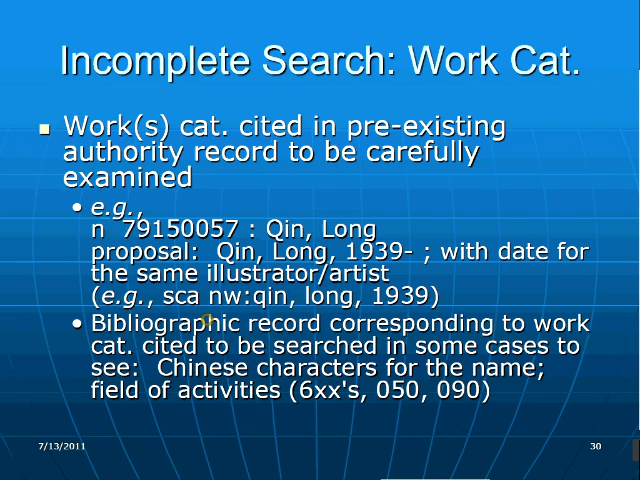 Incomplete Search: Work Cat.
Work(s) cat. cited in pre-existing
authority record to be carefully
examined
• e.g.,
n  79150057 : Qin, Long
proposal:  Qin, Long, 1939- ; with date for
the same illustrator/artist
(e.g., sca nw:qin, long, 1939)
• Bibliographic record corresponding to work
cat. cited to be searched in some cases to
see:  Chinese characters for the name;
field of activities (6xx's, 050, 090)
7/13/2011
30